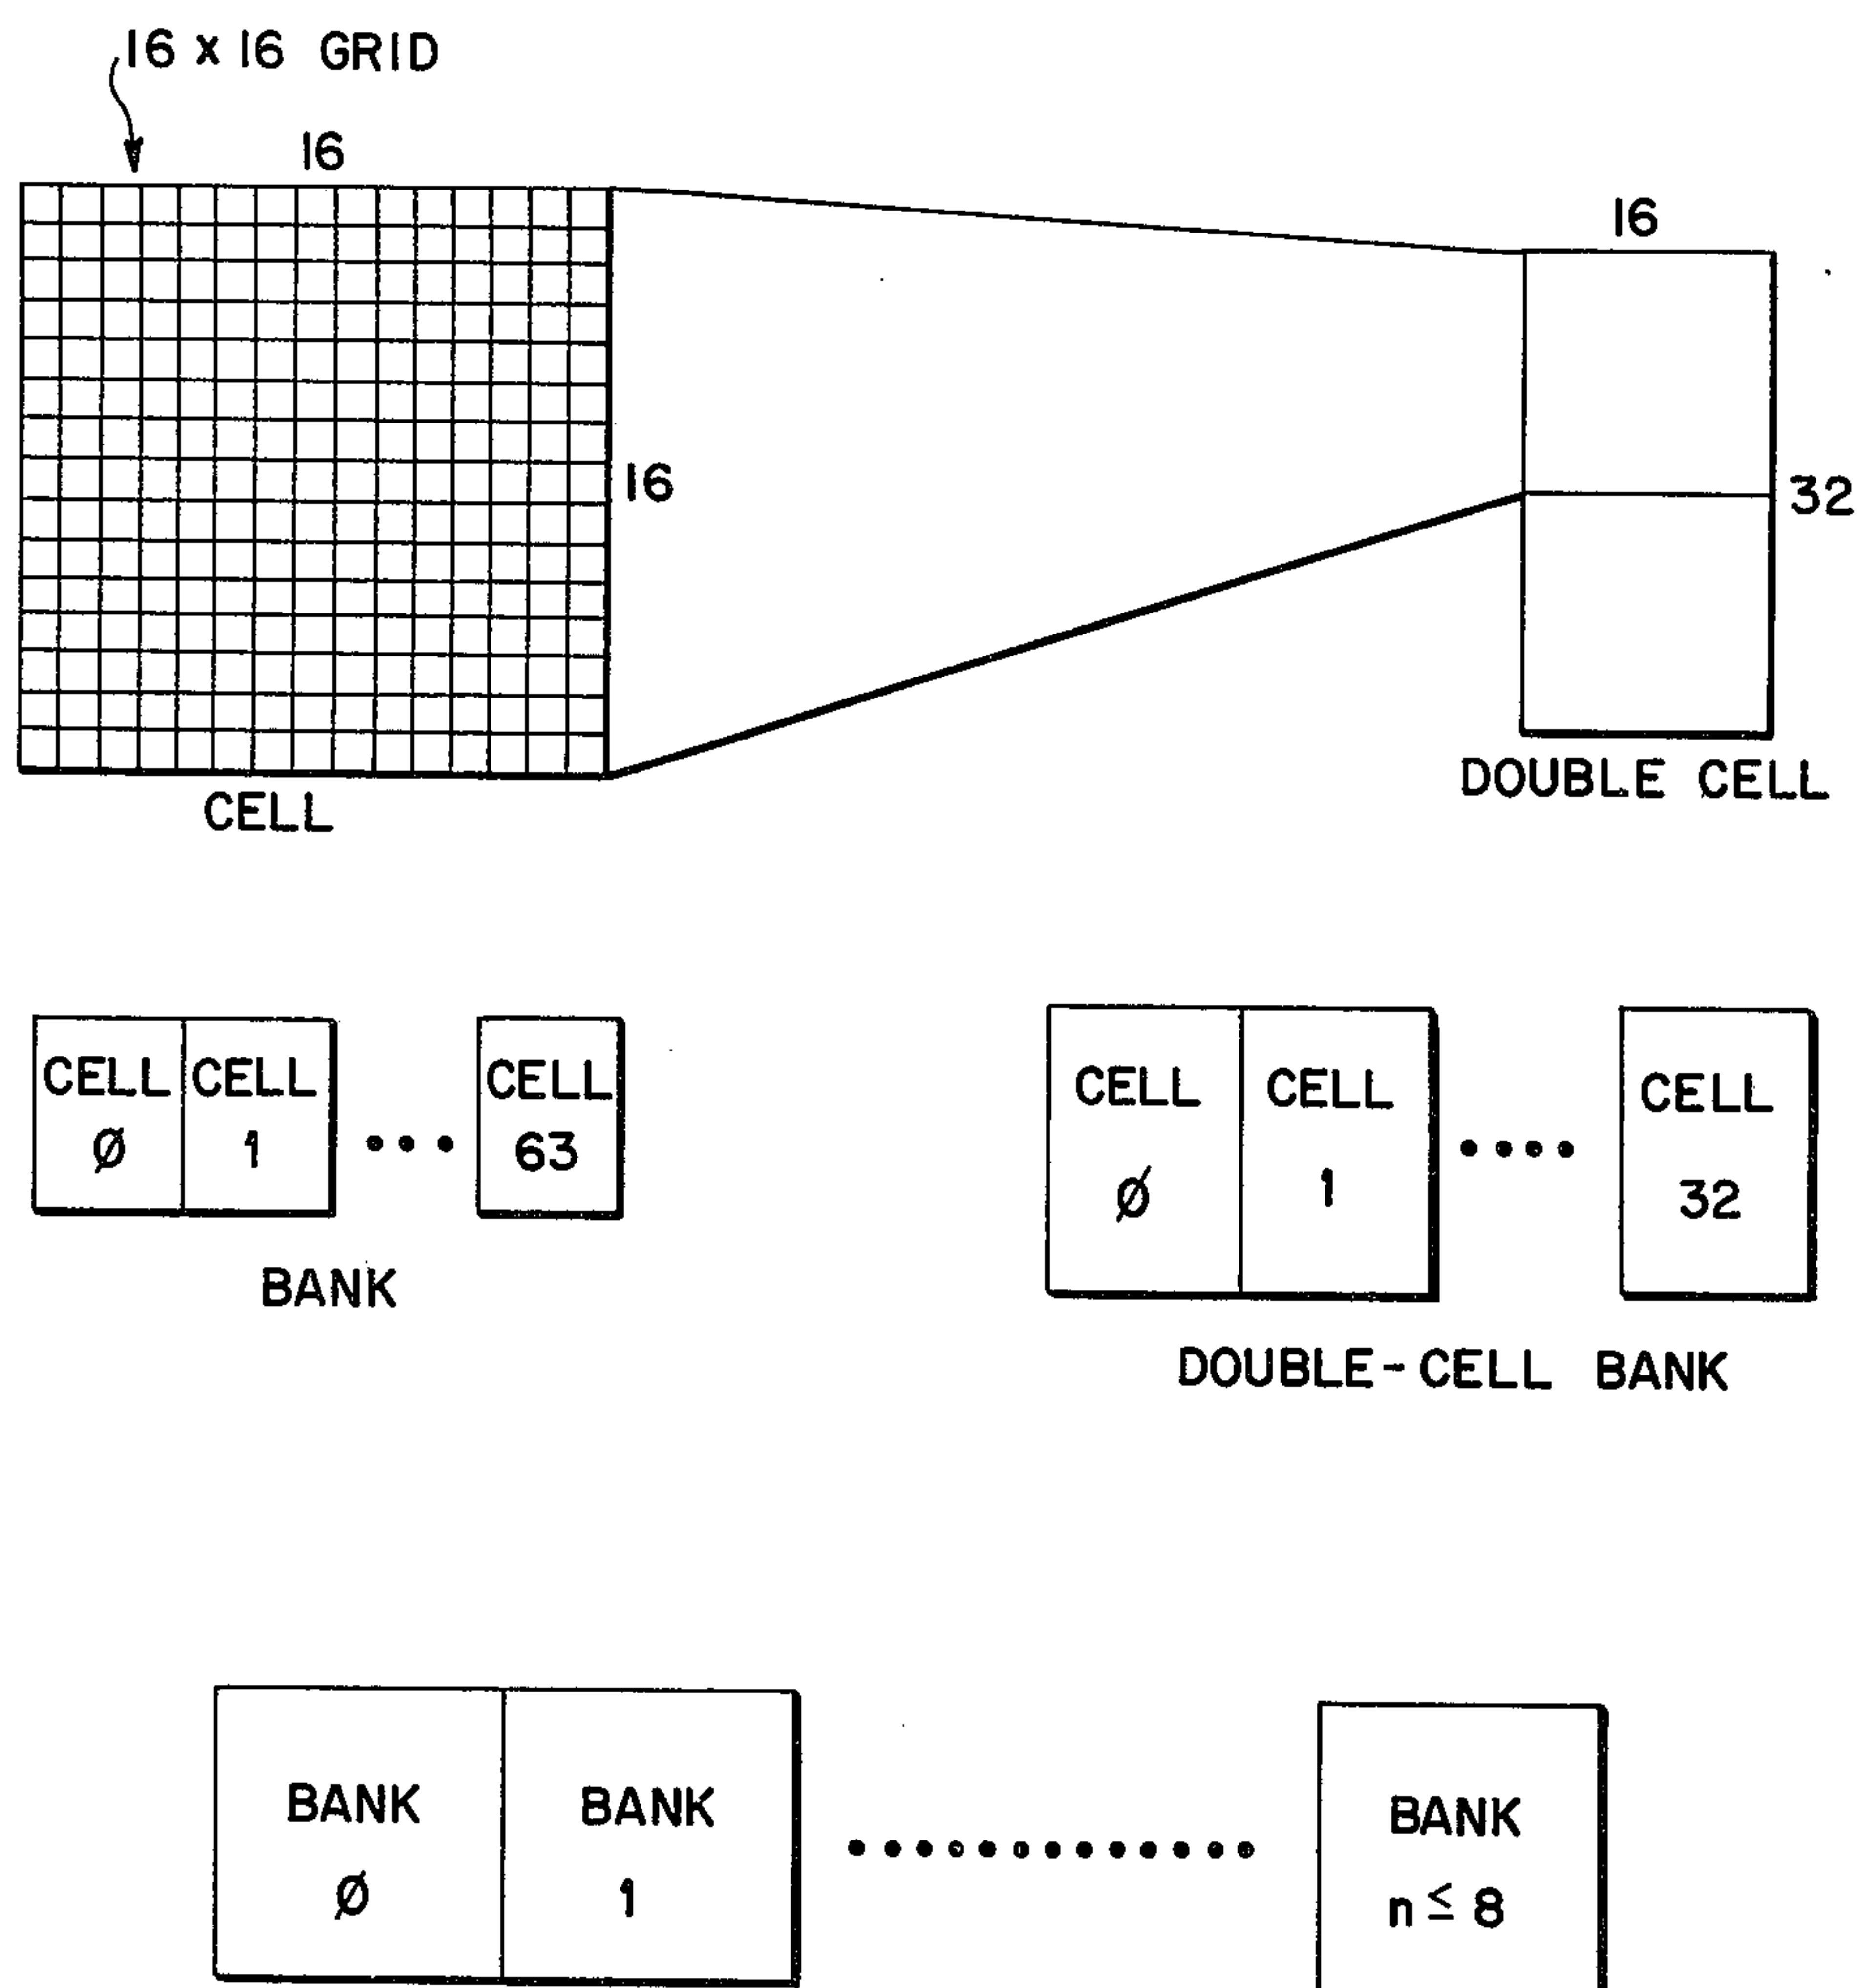 16 x 16 GRID
16
16
16
32
CELL
DOUBLE CELL
CELL Ø
CELL 1
• • •
CELL 63
BANK
CELL Ø
CELL 1
• • • •
CELL 32
DOUBLE-CELL BANK
BANK Ø
BANK 1
• • • • • • • • • • • • •
BANK n ≤ 8